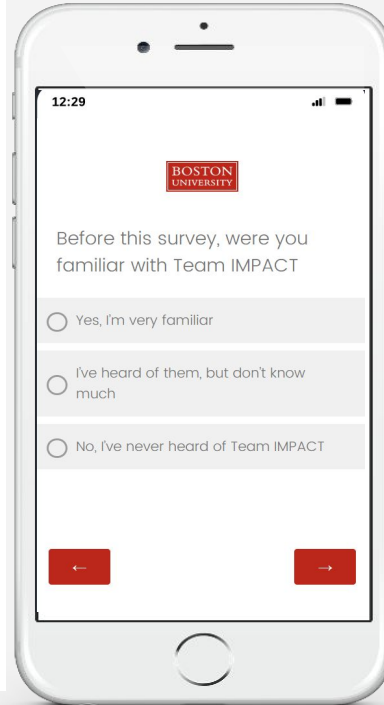 12:29
BOSTON
UNIVERSITY
Before this survey, were you
familiar with Team IMPACT
Yes, I'm very familiar
I've heard of them, but don't know
much
No, I've never heard of Team IMPACT
←
→